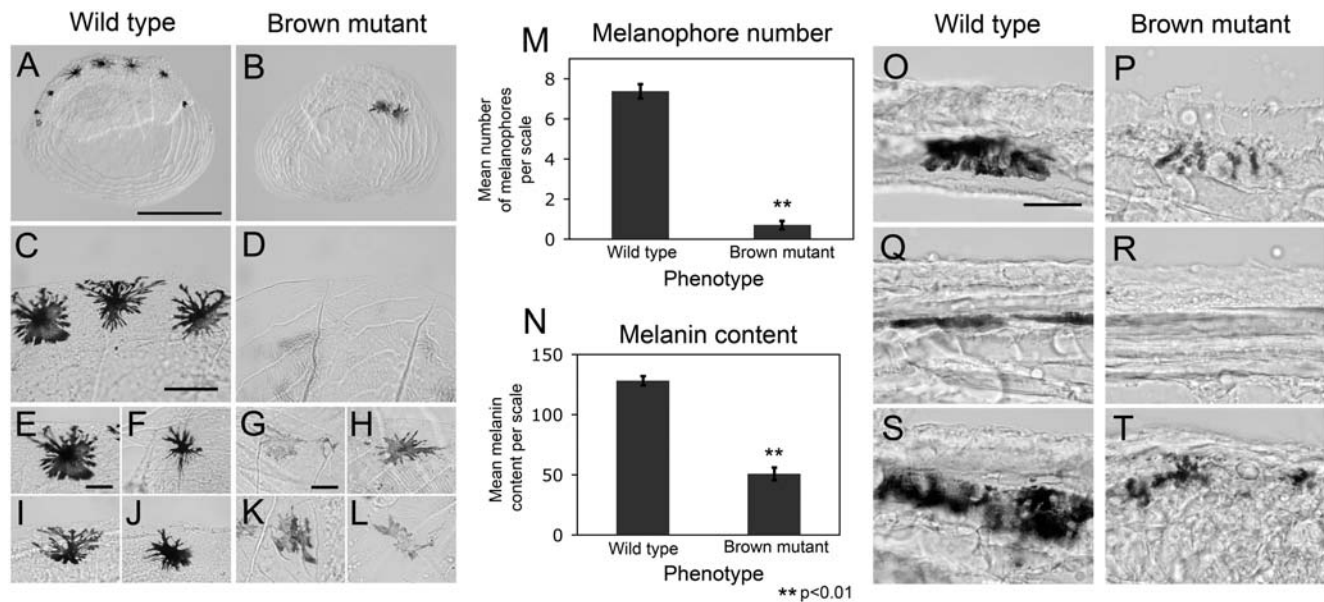 Wild type
Brown mutant
A
B
C
D
E
F
G
H
I
J
K
L
M
Melanophore number
Mean number
of melanophores
per scale
8
6
4
2
0
**
Wild type
Brown mutant
Phenotype
N
Melanin content
Mean melanin
content per scale
150
100
50
0
**
Wild type
Brown mutant
Phenotype
** p<0.01
Wild type
Brown mutant
O
P
Q
R
S
T